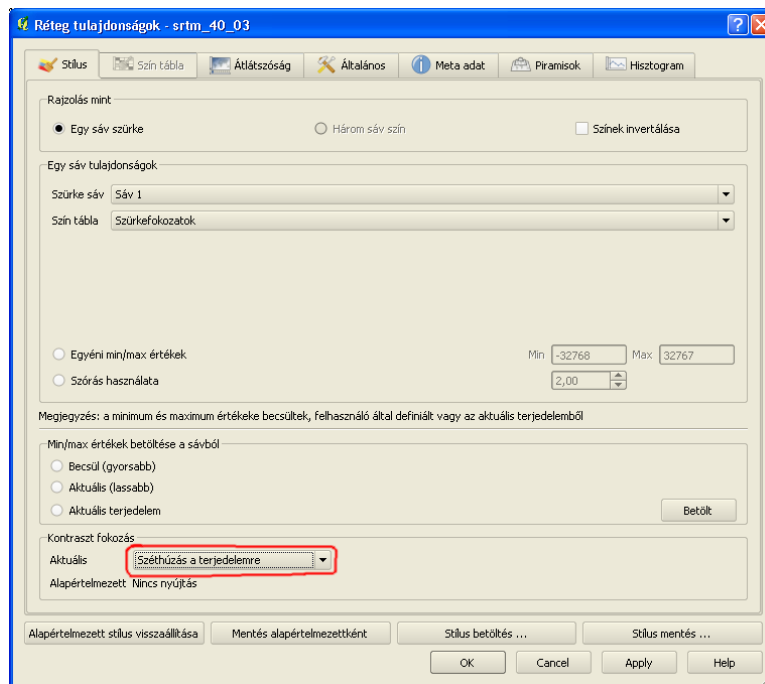 Réteg tulajdonságok - srtm_40_03
Stílus Szín tábla Átlátszóság Általános Meta adat Piramisok Hisztogram
Rajzolás mint
Egy sáv szürke Három sáv szín Színek invertálása
Egy sáv tulajdonságok
Szürke sáv Sáv 1
Szín tábla Szürkefokozatok
Egyéni min/max értékek Min -32768 Max 32767
Szórás használata 2,00
Megjegyzés: a minimum és maximum értékeke becsültek, felhasználó által definiált vagy az aktuális terjedelemből
Min/max értékek betöltése a sávból
Becsül (gyorsabb)
Aktuális (lassabb)
Aktuális terjedelem Betölt
Kontraszt fokozás
Aktuális Széthúzás a terjedelemre
Alapértelmezett Nincs nyújtás
Alapértelmezett stílus visszaállítása Mentés alapértelmezettként Stílus betöltés ... Stílus mentés ...
OK Cancel Apply Help